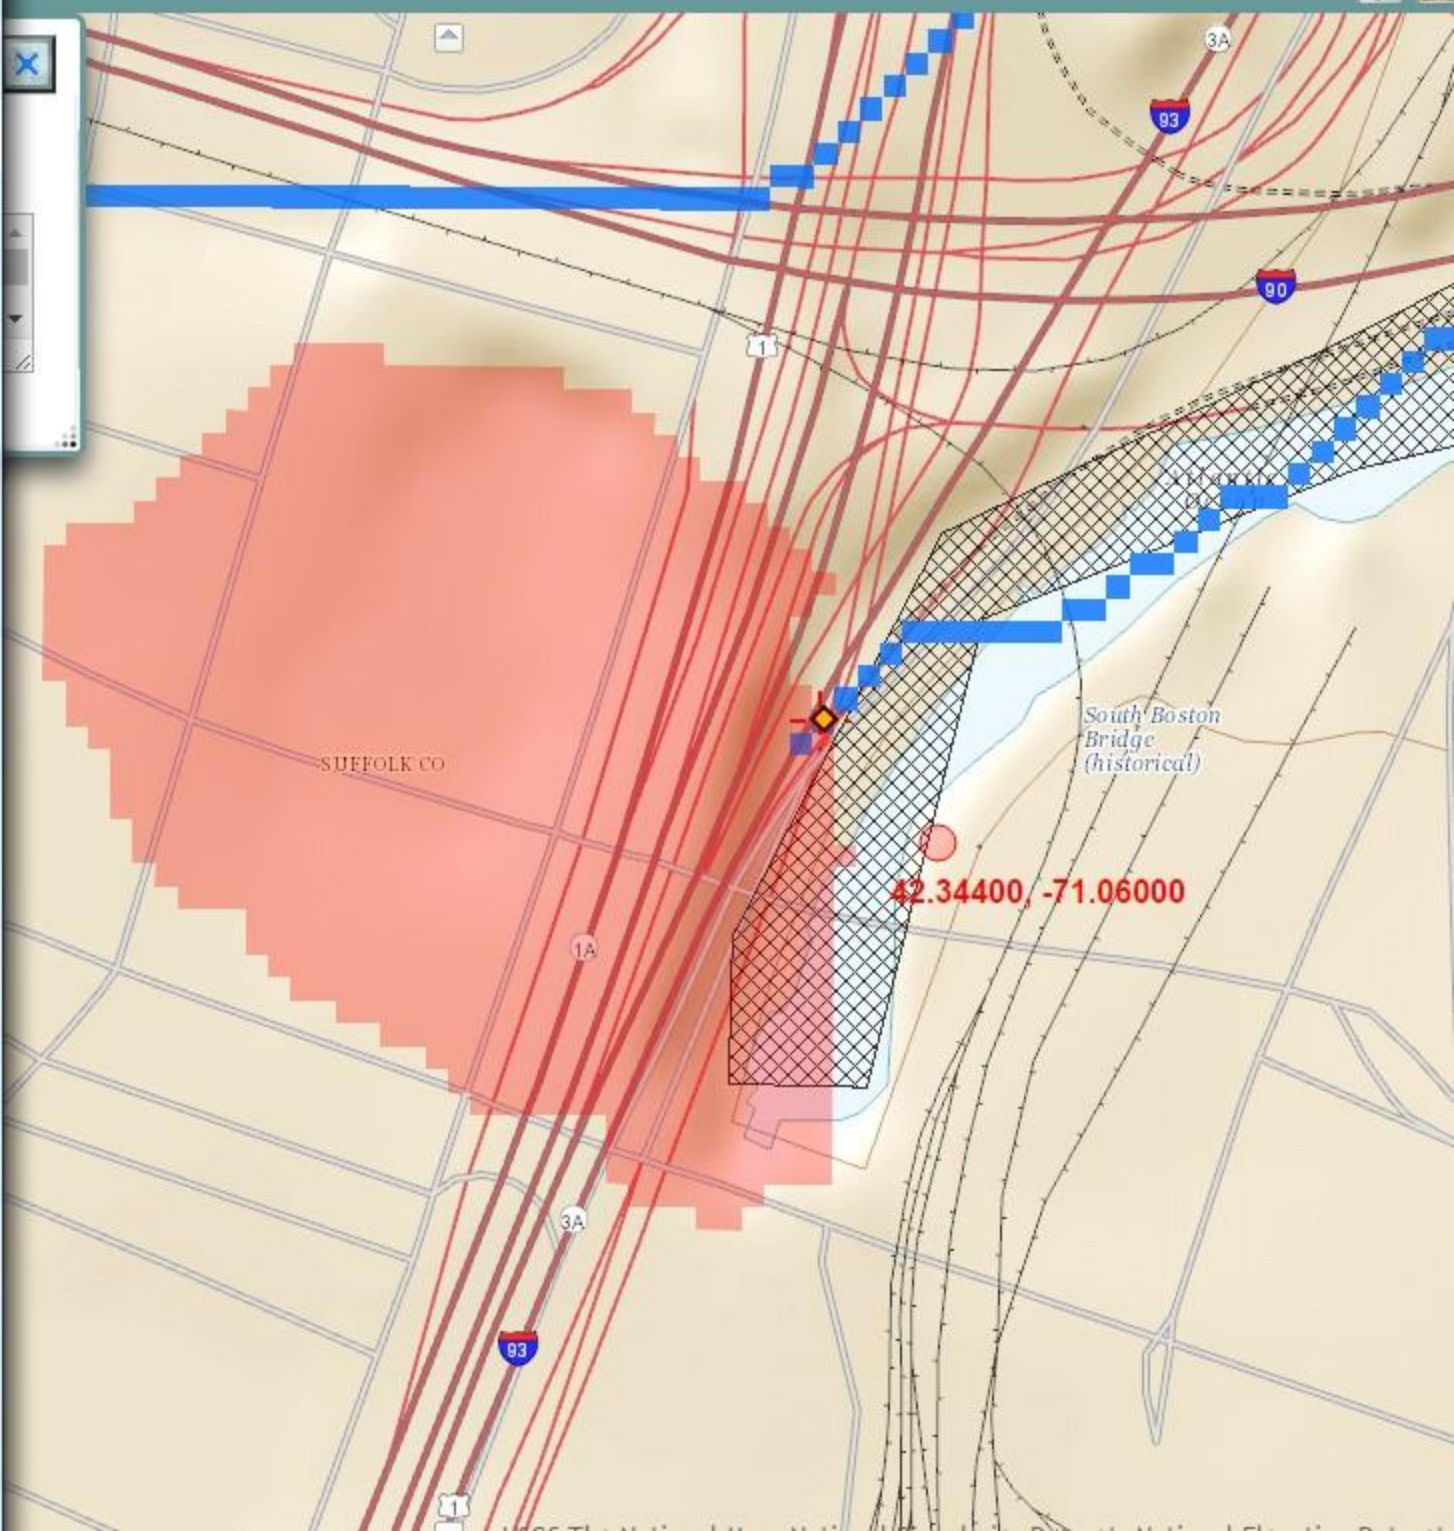 3A
93
90
1
South Boston
Bridge
(historical)
SUFFOLK CO
42.34400, -71.06000
1A
3A
93
1